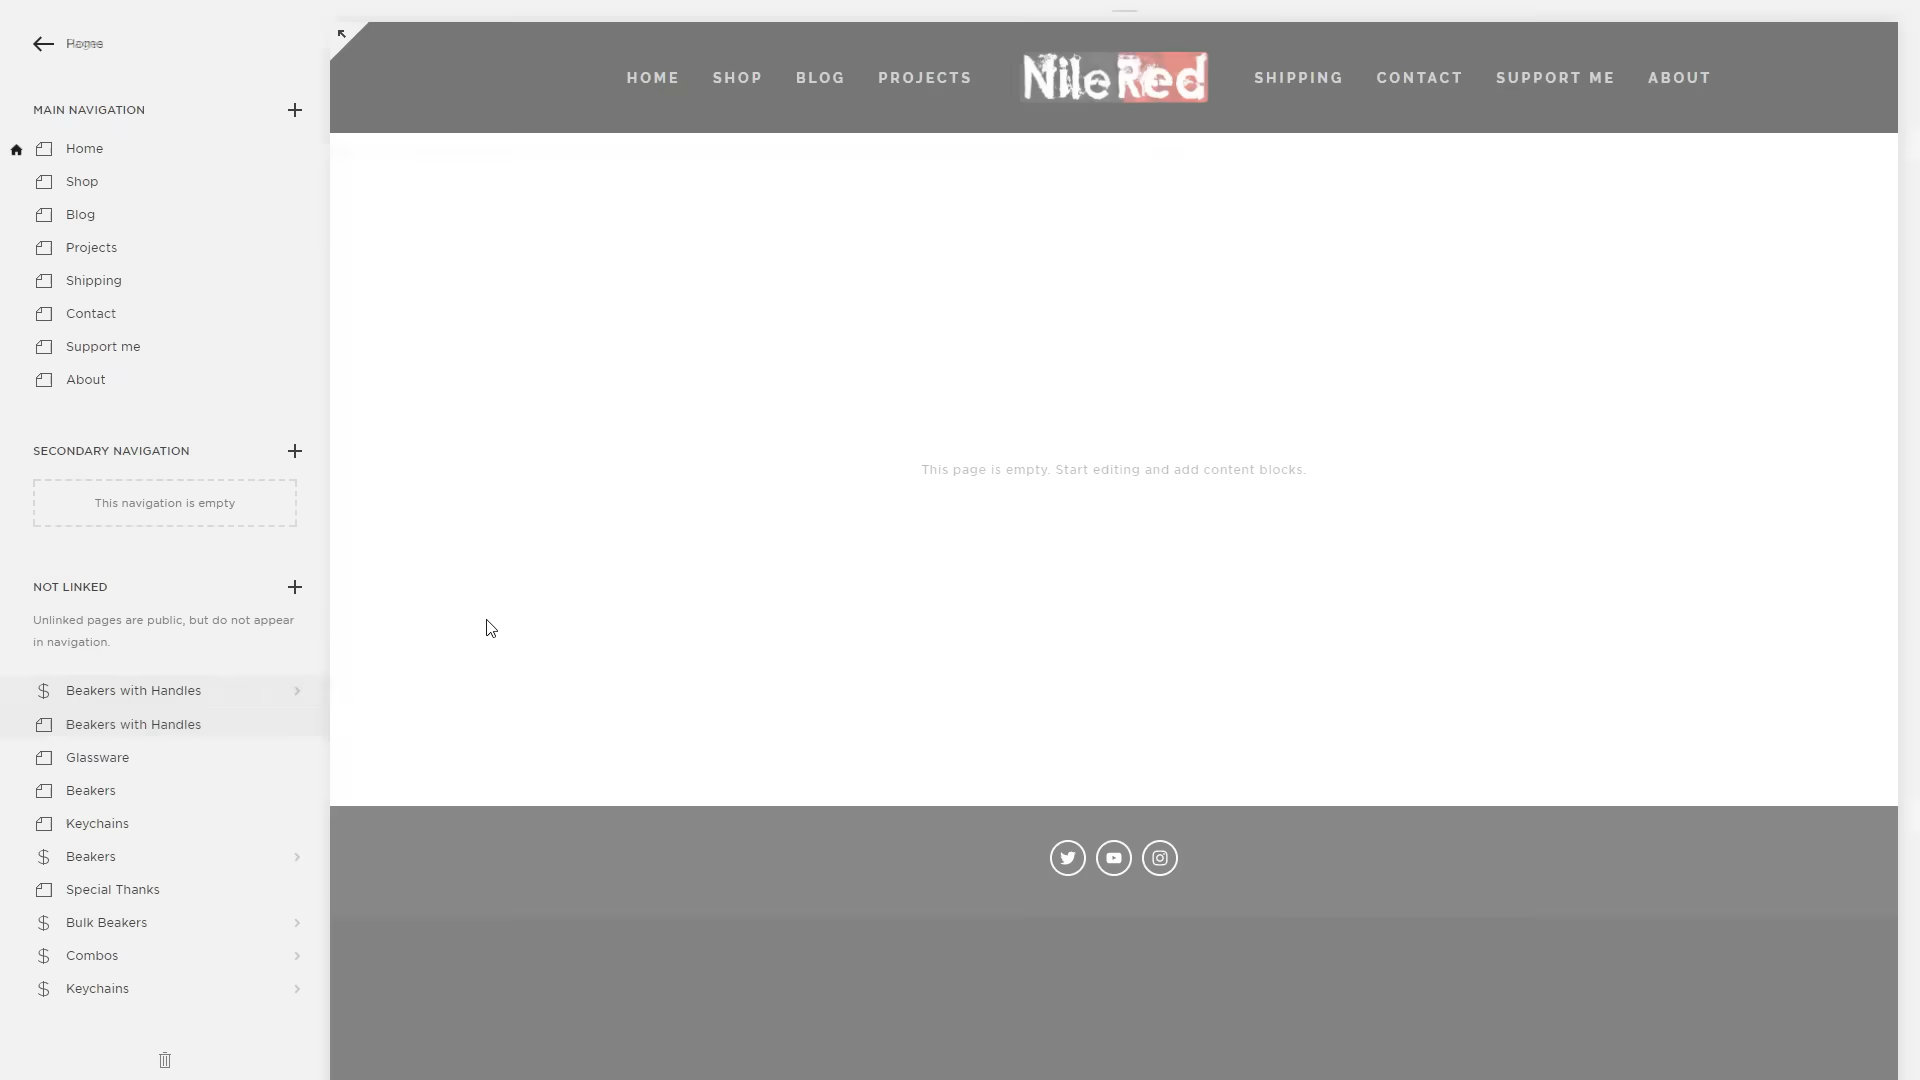 MAIN NAVIGATION
Home
Shop
Blog
Projects
Shipping
Contact
Support me
About
SECONDARY NAVIGATION
This navigation is empty
NOT LINKED
Unlinked pages are public, but do not appear
in navigation.
$ Beakers with Handles
Beakers with Handles
Glassware
Beakers
Keychains
$ Beakers
Special Thanks
$ Bulk Beakers
$ Combos
$ Keychains
HOME SHOP BLOG PROJECTS NileRed SHIPPING CONTACT SUPPORT ME ABOUT
This page is empty. Start editing and add content blocks.